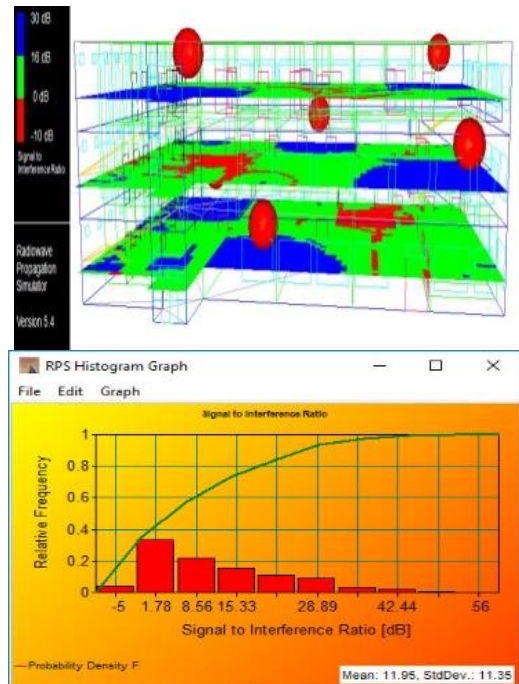 30 dB
16 dB
0 dB
-10 dB
Signal to
Interference Ratio
Radiowave
Propagation
Simulator
Version 5.4
RPS Histogram Graph
File Edit Graph
Signal to Interference Ratio
Relative Frequency
1
0.8
0.6
0.4
0.2
0
-5 1.78 8.56 15.33 28.89 42.44 56
Signal to Interference Ratio [dB]
Probability Density F
Mean: 11.95, StdDev.: 11.35